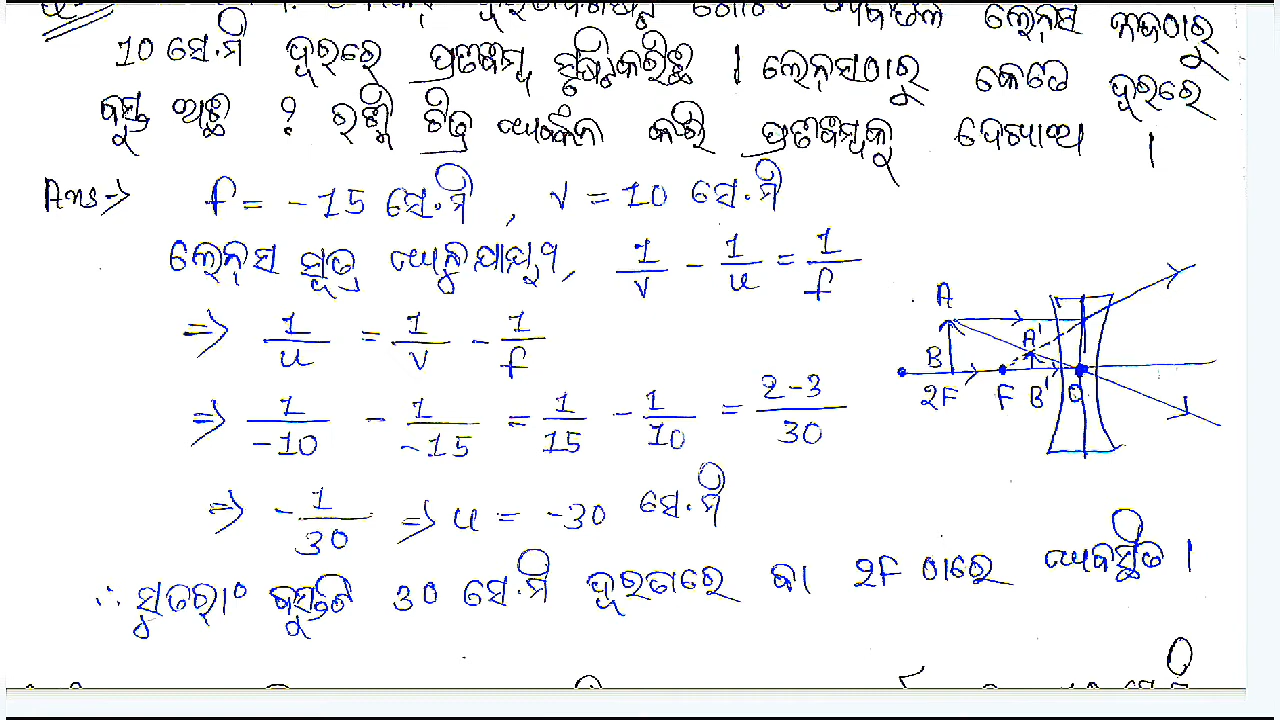 ଲେନ୍‌ସ
10 ସେ.ମି ଦୂରରେ ପ୍ରତିବିମ୍ବ ସୃଷ୍ଟି କରିଛି । ଲେନ୍‌ସଠାରୁ କେତେ ଦୂରରେ
ବସ୍ତୁ ଅଛି ? ରଶ୍ମି ଚିତ୍ର ଅଙ୍କନ କରି ପ୍ରତିବିମ୍ବକୁ ଦେଖାଅ ।
Ans→ f = -15 ସେ.ମି , v = 10 ସେ.ମି
ଲେନ୍‌ସ ସୂତ୍ର ଅନୁଯାୟୀ, 1/v - 1/u = 1/f
⇒ 1/u = 1/v - 1/f
⇒ 1/-10 - 1/-15 = 1/15 - 1/10 = 2-3/30
⇒ -1/30 ⇒ u = -30 ସେ.ମି
∴ ସୁତରାଂ ବସ୍ତୁଟି 30 ସେ.ମି ଦୂରତାରେ ବା 2F ଠାରେ ଅବସ୍ଥିତ ।
A
A'
B
2F F B' O